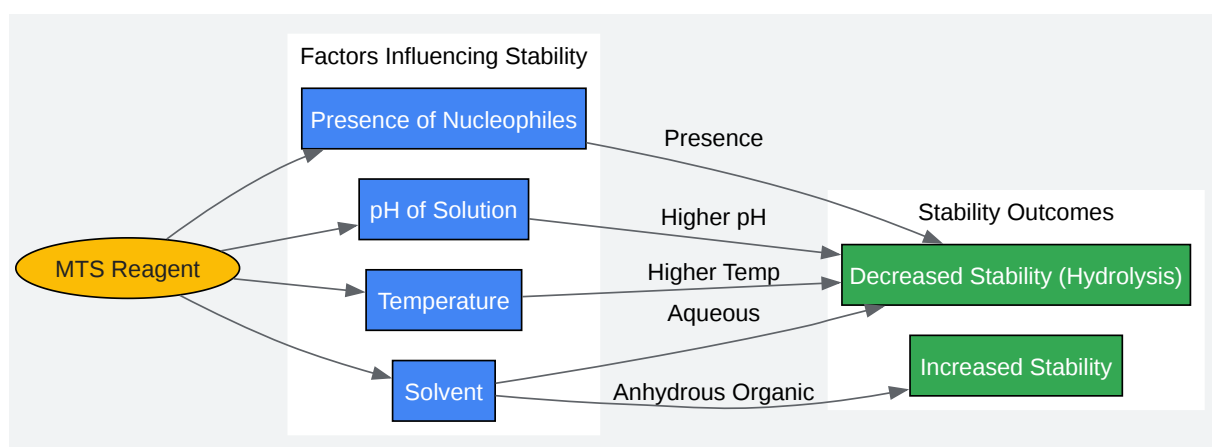 Factors Influencing Stability
Presence of Nucleophiles
Presence
pH of Solution
Higher pH
Stability Outcomes
MTS Reagent
Higher Temp
Decreased Stability (Hydrolysis)
Temperature
Aqueous
Solvent
Anhydrous Organic
Increased Stability